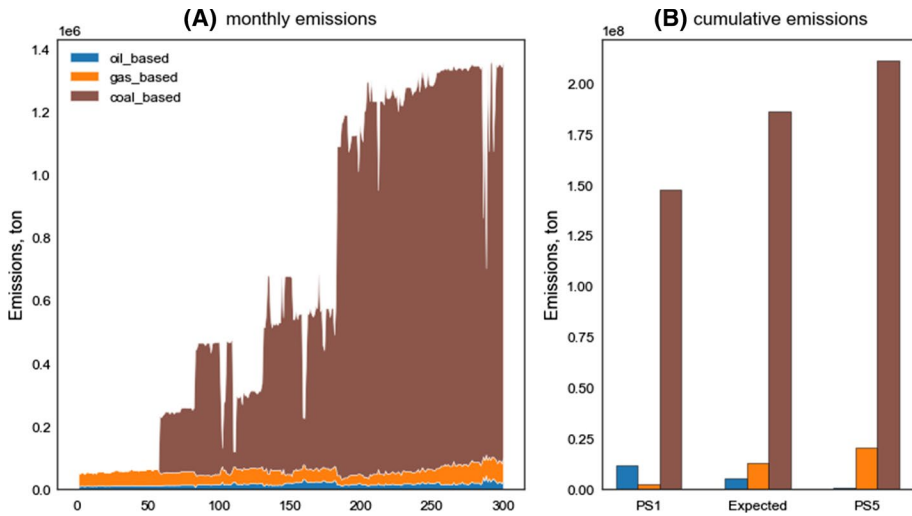 (A) monthly emissions
1e6
Emissions, ton
1.4
1.2
1.0
0.8
0.6
0.4
0.2
0.0
oil_based
gas_based
coal_based
0 50 100 150 200 250 300
(B) cumulative emissions
1e8
Emissions, ton
2.00
1.75
1.50
1.25
1.00
0.75
0.50
0.25
0.00
PS1 Expected PS5